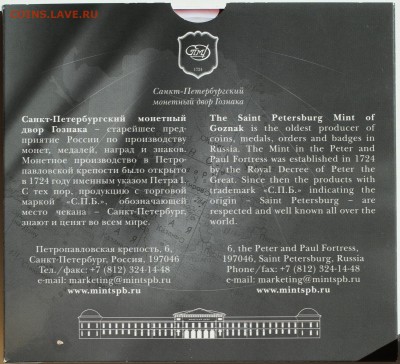 COINS.LAVE.RU
СПМД
1724
Санкт-Петербургский
монетный двор Гознака
Санкт-Петербургский монетный
двор Гознака – старейшее пред-
приятие России по производству
монет, медалей, наград и знаков.
Монетное производство в Петро-
павловской крепости было открыто
в 1724 году именным указом Петра I.
С тех пор, продукция с торговой
маркой «С.П.Б.», обозначающей
место чекана – Санкт-Петербург,
знают и ценят во всем мире.
The Saint Petersburg Mint of
Goznak is the oldest producer of
coins, medals, orders and badges in
Russia. The Mint in the Peter and
Paul Fortress was established in 1724
by the Royal Decree of Peter the
Great. Since then the products with
trademark «С.П.Б.» indicating the
origin – Saint Petersburg – are
respected and well known all over the
world.
Петропавловская крепость, 6,
Санкт-Петербург, Россия, 197046
Тел./факс: +7 (812) 324-14-48
e-mail: marketing@mintspb.ru
www.mintspb.ru
6, the Peter and Paul Fortress,
197046, Saint Petersburg, Russia
Phone/fax: +7 (812) 324-14-48
e-mail: marketing@mintspb.ru
www.mintspb.ru